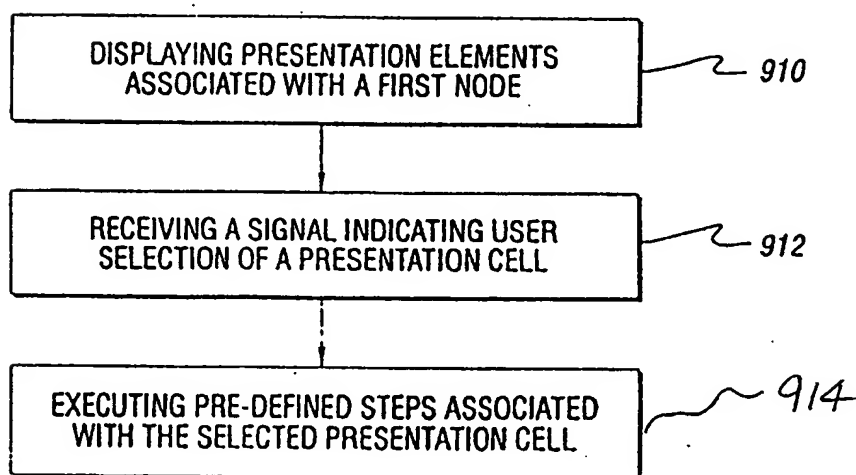 DISPLAYING PRESENTATION ELEMENTS
ASSOCIATED WITH A FIRST NODE
910
RECEIVING A SIGNAL INDICATING USER
SELECTION OF A PRESENTATION CELL
912
EXECUTING PRE-DEFINED STEPS ASSOCIATED
WITH THE SELECTED PRESENTATION CELL
914